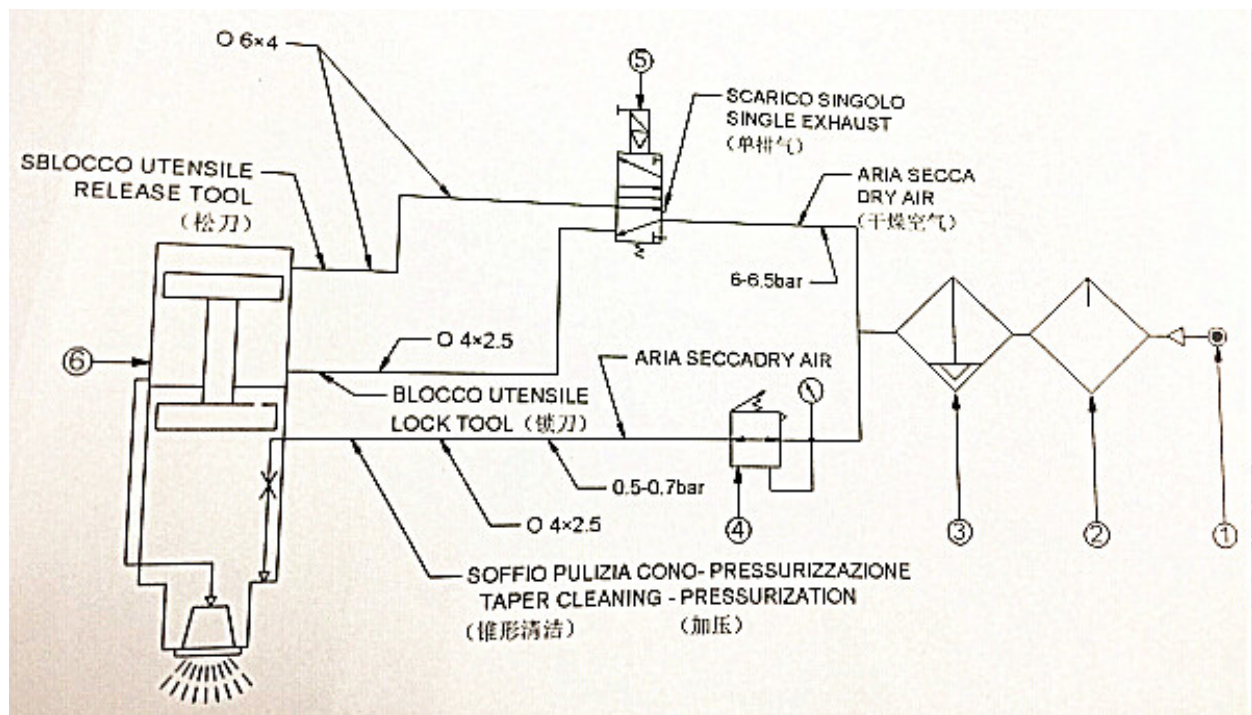 O 6×4
⑤
SCARICO SINGOLO
SINGLE EXHAUST
(单排气)
SBLOCCO UTENSILE
RELEASE TOOL
(松刀)
ARIA SECCA
DRY AIR
(干燥空气)
6-6.5bar
⑥
O 4×2.5
ARIA SECCADRY AIR
BLOCCO UTENSILE
LOCK TOOL (锁刀)
0.5-0.7bar
④
③
②
①
O 4×2.5
SOFFIO PULIZIA CONO- PRESSURIZZAZIONE
TAPER CLEANING - PRESSURIZATION
(锥形清洁) (加压)